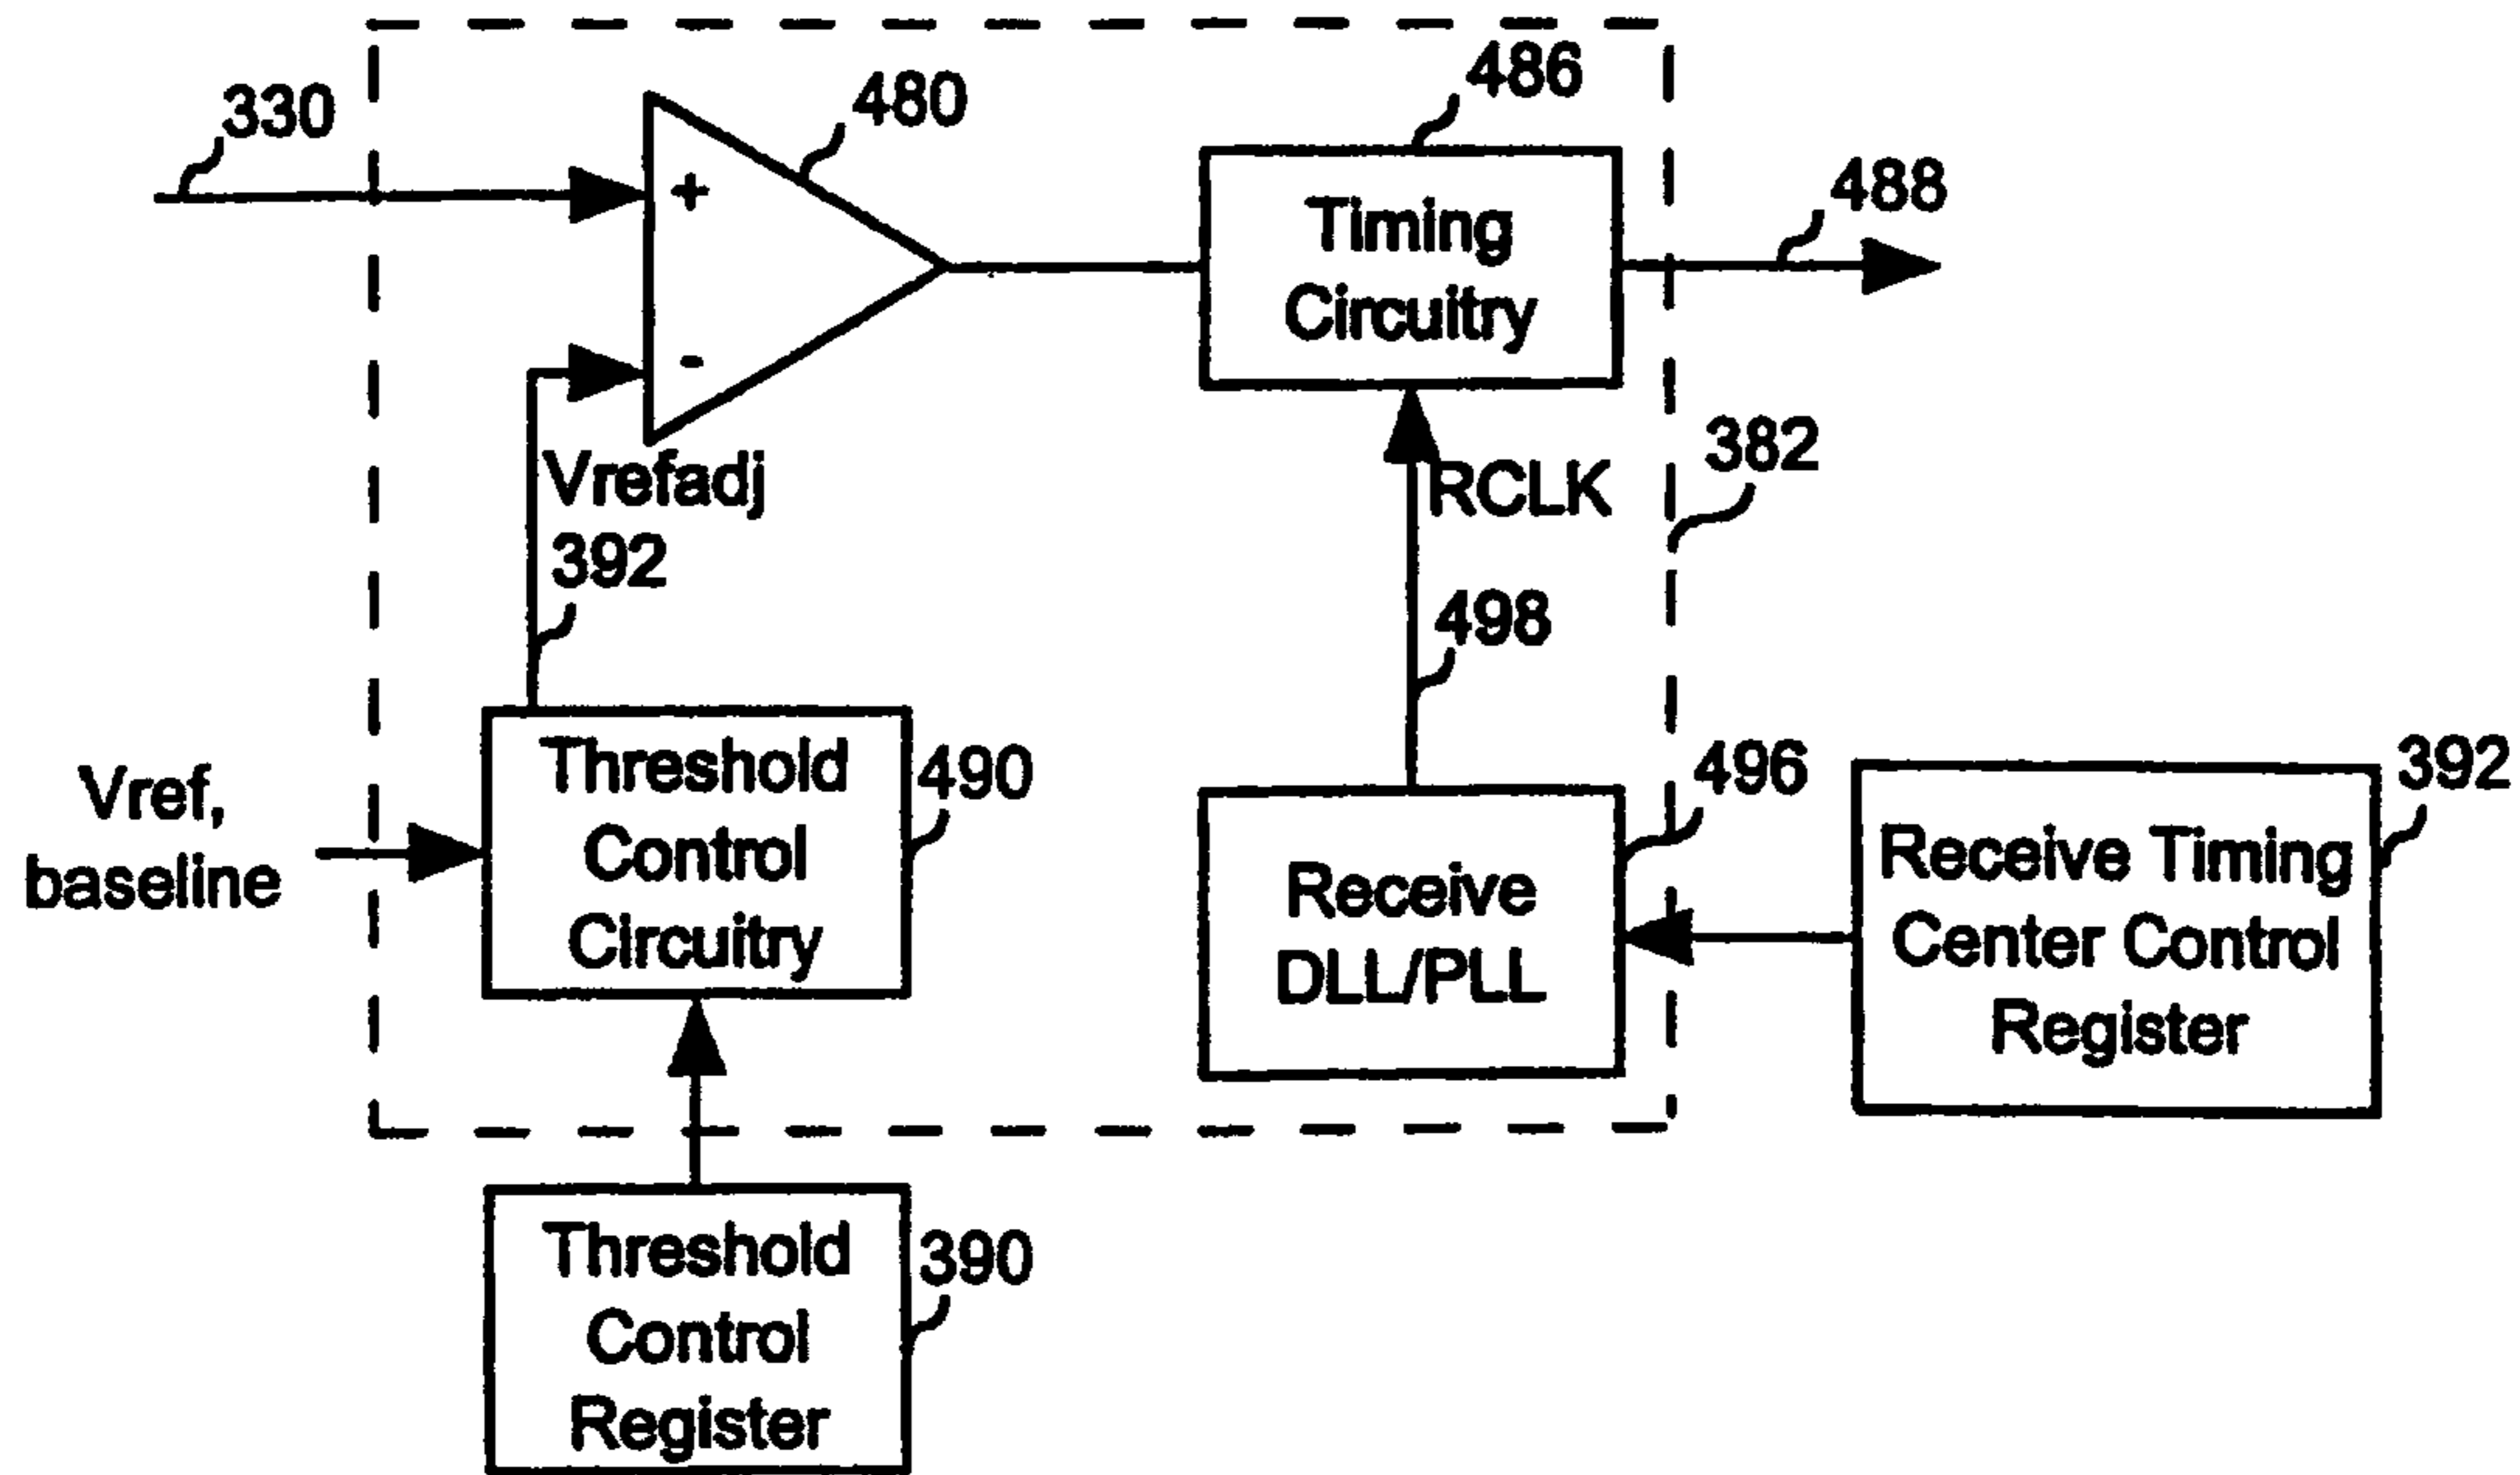 330
480
486
+
Timing
Circuitry
488
-
Vrefadj
392
RCLK
382
498
Vref,
baseline
Threshold
Control
Circuitry
490
Receive
DLL/PLL
496
Receive Timing
Center Control
Register
392
Threshold
Control
Register
390